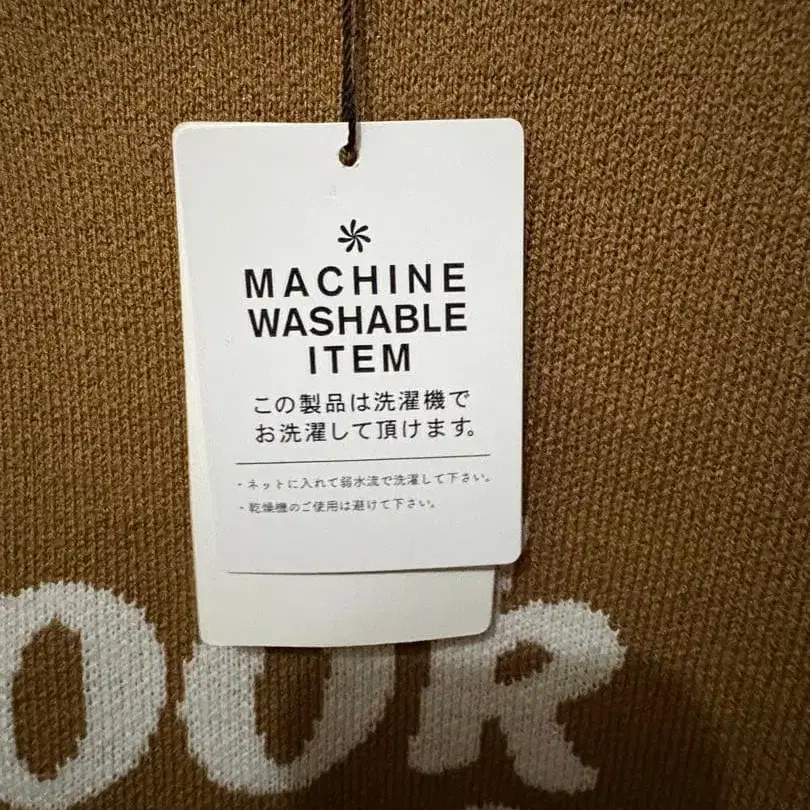 MACHINE
WASHABLE
ITEM
この製品は洗濯機で
お洗濯して頂けます。
・ネットに入れて弱水流で洗濯して下さい。
・乾燥機のご使用は避けて下さい。
OUR